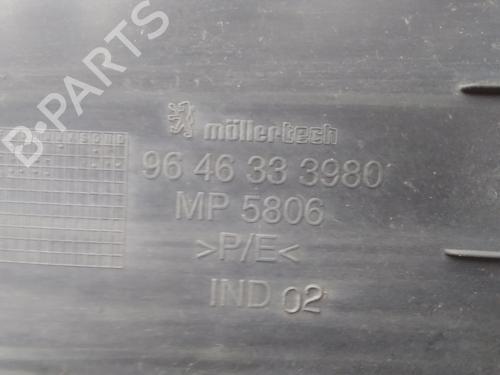 B-PARTS
möllertech
96 46 33 3980
MP 5806
>P/E<
IND 02